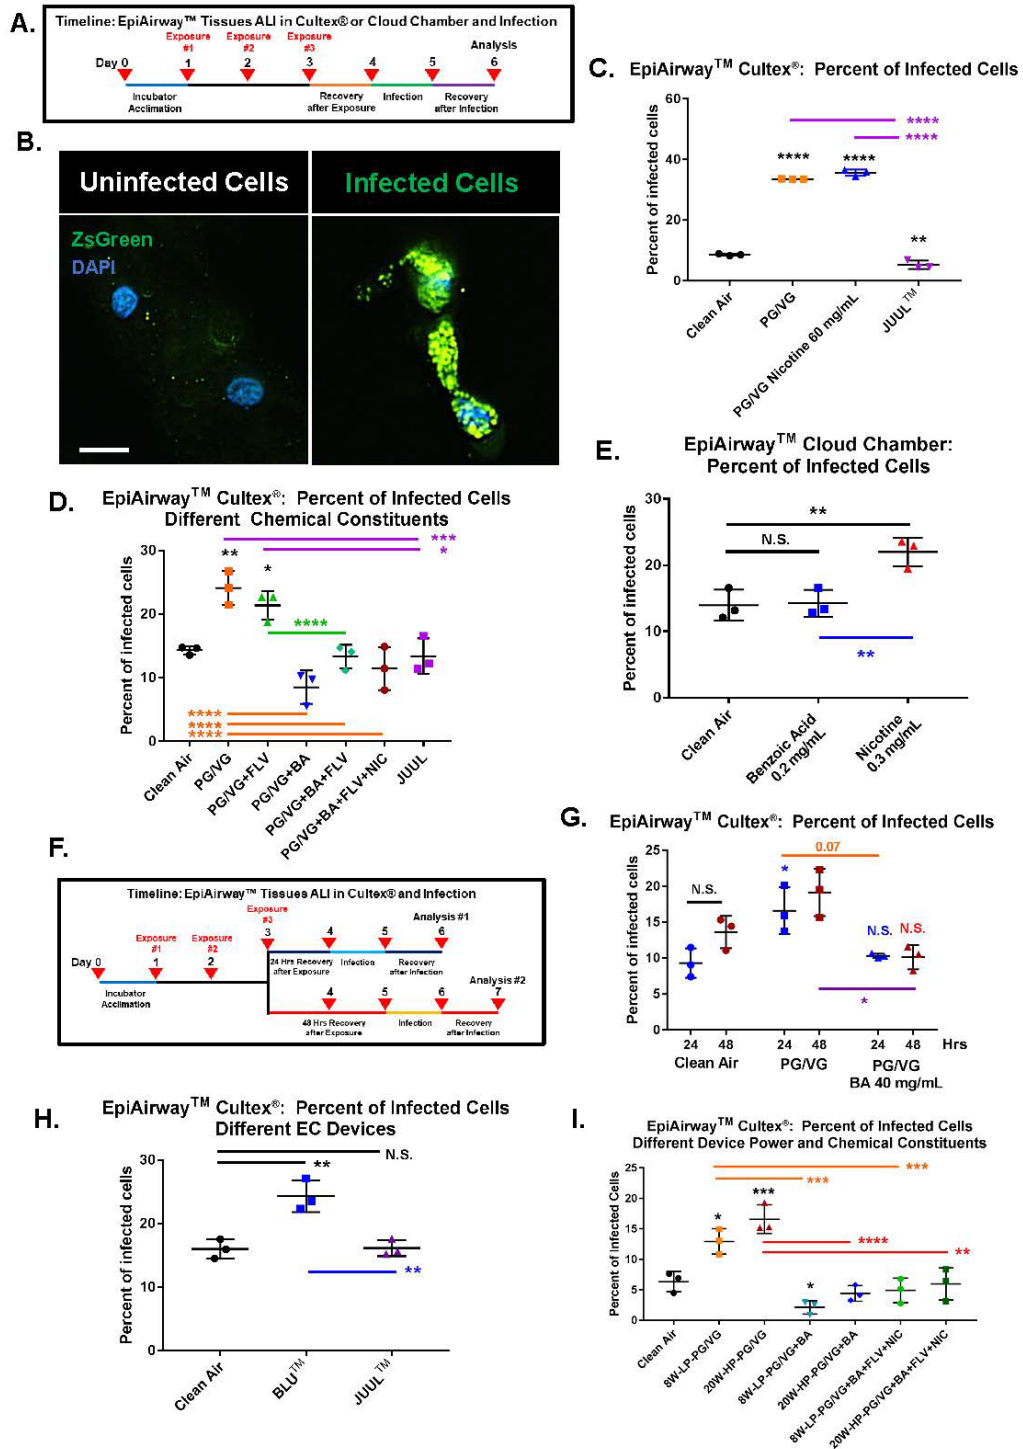 A.
Timeline: EpiAirway™ Tissues ALI in Cultex® or Cloud Chamber and Infection
Exposure #1
Exposure #2
Exposure #3
Analysis
Day 0 1 2 3 4 5 6
Incubator Acclimation
Recovery after Exposure
Infection
Recovery after Infection
B.
Uninfected Cells
Infected Cells
ZsGreen
DAPI
C. EpiAirway™ Cultex®: Percent of Infected Cells
Percent of infected cells
60
40
20
0
****
****
****
****
**
Clean Air
PG/VG
PG/VG Nicotine 60 mg/mL
JUUL™
D. EpiAirway™ Cultex®: Percent of Infected Cells
Different Chemical Constituents
Percent of infected cells
30
20
10
0
***
*
**
*
****
****
****
****
Clean Air
PG/VG
PG/VG+FLV
PG/VG+BA
PG/VG+BA+FLV
PG/VG+BA+FLV+NIC
JUUL
E. EpiAirway™ Cloud Chamber:
Percent of Infected Cells
Percent of infected cells
30
20
10
0
**
N.S.
**
Clean Air
Benzoic Acid 0.2 mg/mL
Nicotine 0.3 mg/mL
F.
Timeline: EpiAirway™ Tissues ALI in Cultex® and Infection
Exposure #1
Exposure #2
Exposure #3
Analysis #1
Day 0 1 2 3 4 5 6
Incubator Acclimation
24 Hrs Recovery after Exposure
Infection
Recovery after Infection
Analysis #2
4 5 6 7
48 Hrs Recovery after Exposure
Infection
Recovery after Infection
G. EpiAirway™ Cultex®: Percent of Infected Cells
Percent of infected cells
20
15
10
5
0
25
N.S.
*
0.07
N.S.
N.S.
*
24 48 24 48 24 48 Hrs
Clean Air
PG/VG
PG/VG BA 40 mg/mL
H. EpiAirway™ Cultex®: Percent of Infected Cells
Different EC Devices
Percent of infected cells
30
20
10
0
N.S.
**
**
Clean Air
BLU™
JUUL™
I. EpiAirway™ Cultex®: Percent of Infected Cells
Different Device Power and Chemical Constituents
Percent of Infected Cells
25
20
15
10
5
0
***
***
*
***
****
**
*
Clean Air
8W-LP-PG/VG
20W-HP-PG/VG
8W-LP-PG/VG+BA
20W-HP-PG/VG+BA
8W-LP-PG/VG+BA+FLV+NIC
20W-HP-PG/VG+BA+FLV+NIC